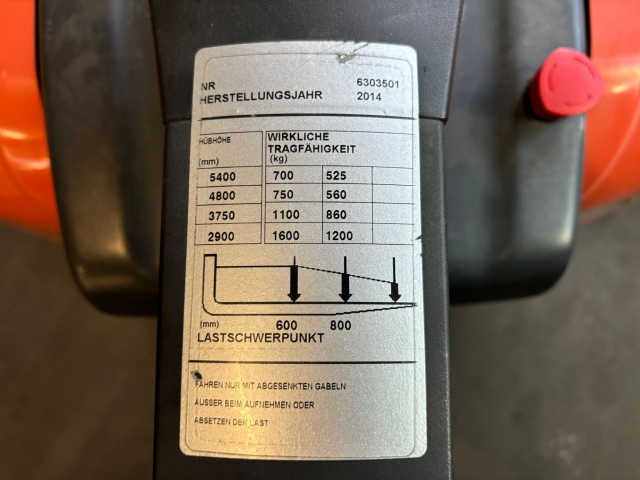 NR 6303501
HERSTELLUNGSJAHR 2014
HUBHÖHE WIRKLICHE
TRAGFÄHIGKEIT
(mm) (kg)
5400 700 525
4800 750 560
3750 1100 860
2900 1600 1200
(mm) 600 800
LASTSCHWERPUNKT
FAHREN NUR MIT ABGESENKTEN GABELN
AUSSER BEIM AUFNEHMEN ODER
ABSETZEN DER LAST